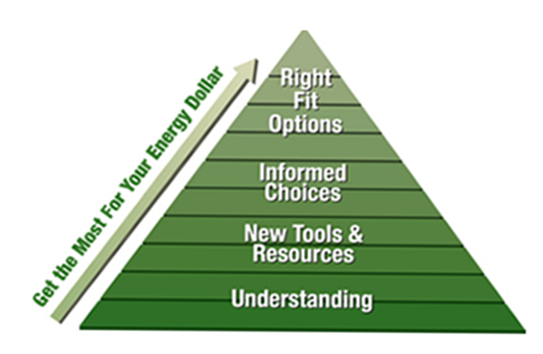 Get the Most For Your Energy Dollar
Right
Fit
Options
Informed
Choices
New Tools &
Resources
Understanding